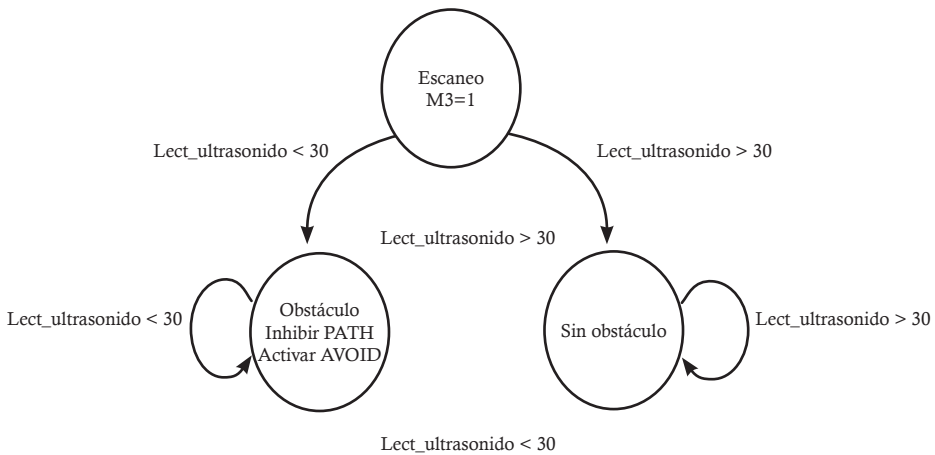 Escaneo
M3=1
Lect_ultrasonido < 30
Lect_ultrasonido > 30
Lect_ultrasonido > 30
Lect_ultrasonido < 30
Obstáculo
Inhibir PATH
Activar AVOID
Sin obstáculo
Lect_ultrasonido > 30
Lect_ultrasonido < 30